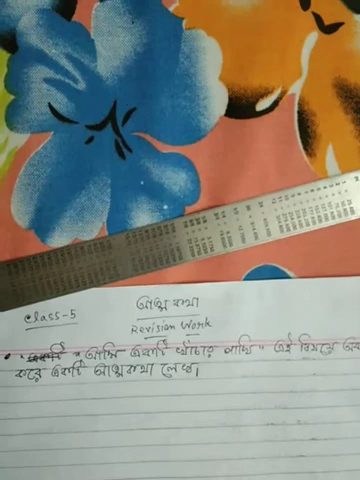 class-5
আত্মকথা
Revision Work
"আমি একটি খাঁচার পাখি" এই বিষয়ে
করে একটি আত্মকথা লেখ।